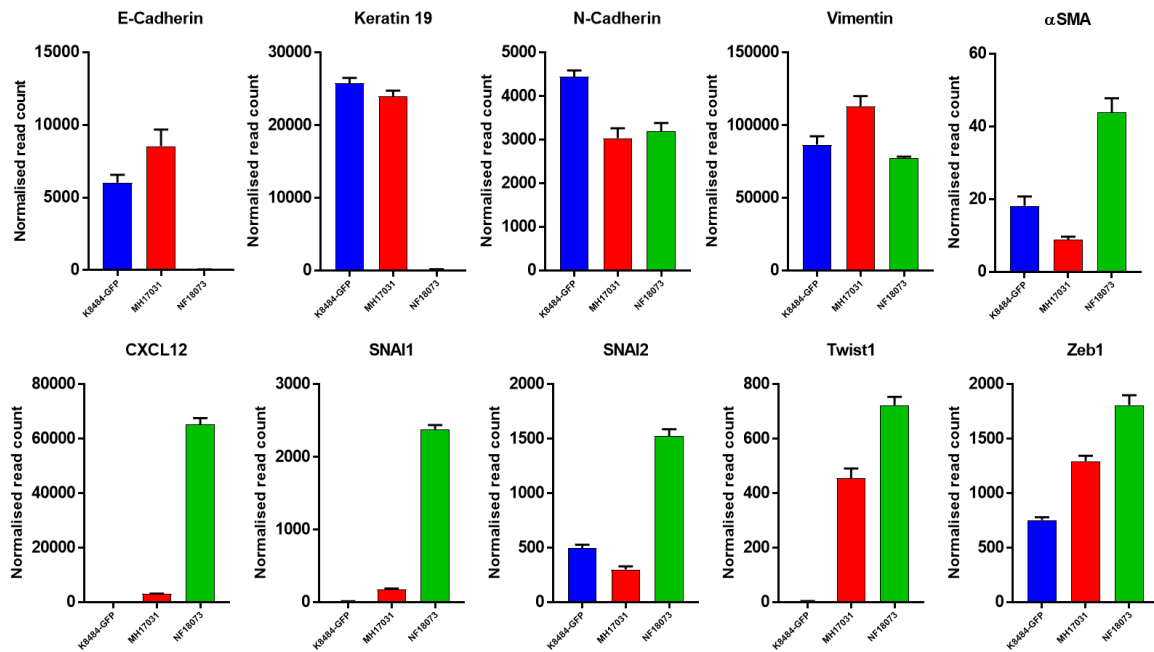 E-Cadherin
Normalised read count
15000
10000
5000
0
K8484-GFP
MH17031
NF18073
Keratin 19
Normalised read count
30000
20000
10000
0
K8484-GFP
MH17031
NF18073
N-Cadherin
Normalised read count
5000
4000
3000
2000
1000
0
K8484-GFP
MH17031
NF18073
Vimentin
Normalised read count
150000
100000
50000
0
K8484-GFP
MH17031
NF18073
αSMA
Normalised read count
60
40
20
0
K8484-GFP
MH17031
NF18073
CXCL12
Normalised read count
80000
60000
40000
20000
0
K8484-GFP
MH17031
NF18073
SNAI1
Normalised read count
3000
2000
1000
0
K8484-GFP
MH17031
NF18073
SNAI2
Normalised read count
2000
1500
1000
500
0
K8484-GFP
MH17031
NF18073
Twist1
Normalised read count
800
600
400
200
0
K8484-GFP
MH17031
NF18073
Zeb1
Normalised read count
2000
1500
1000
500
0
K8484-GFP
MH17031
NF18073